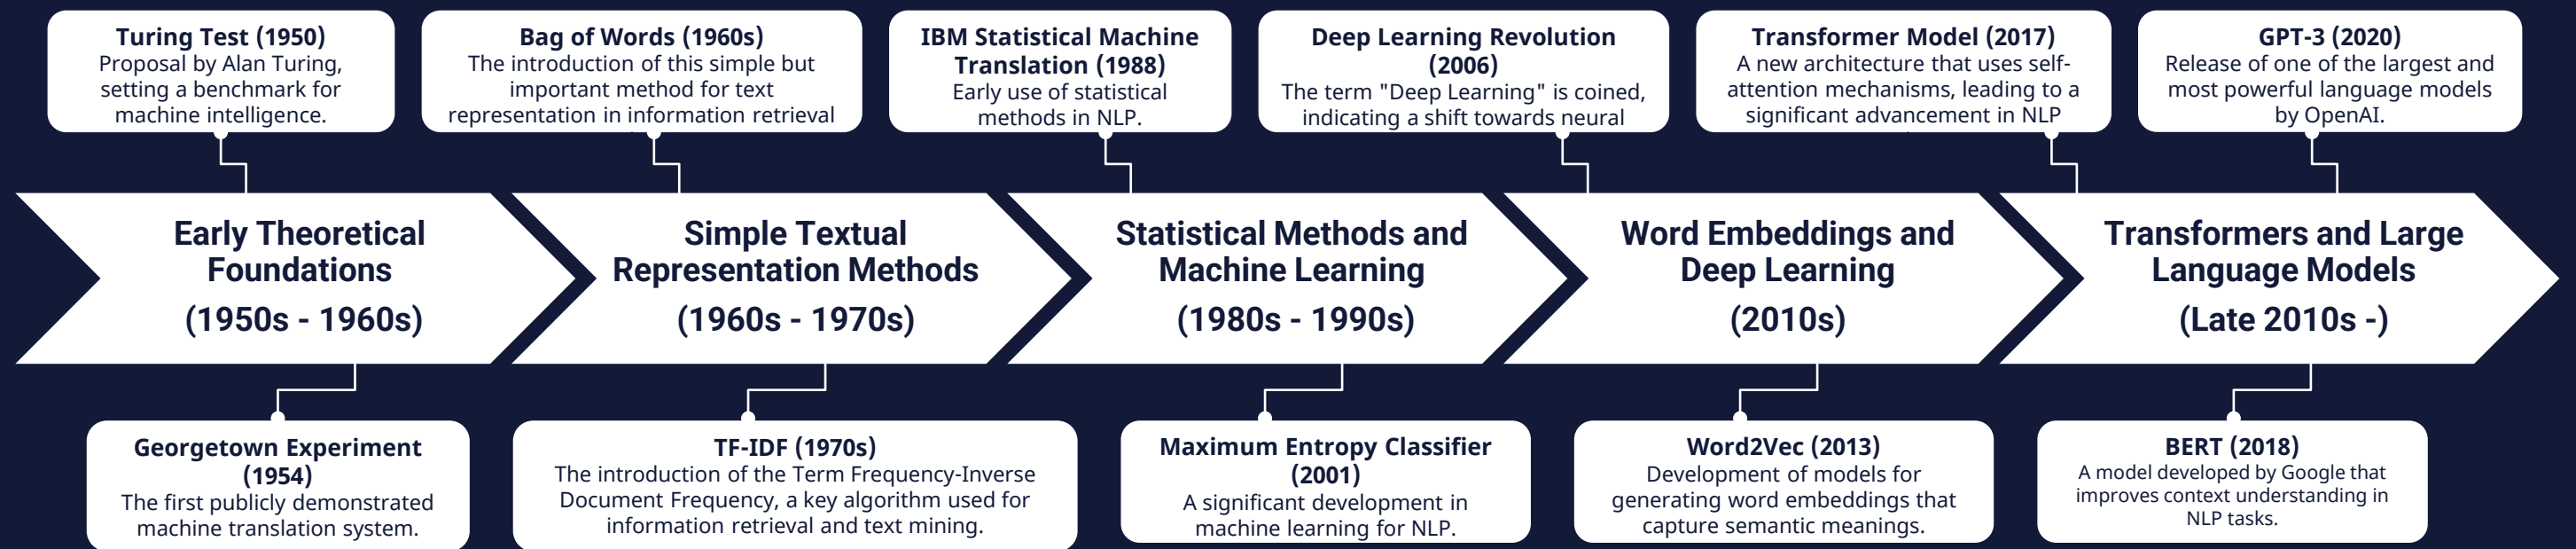 Turing Test (1950)
Proposal by Alan Turing,
setting a benchmark for
machine intelligence.
Bag of Words (1960s)
The introduction of this simple but
important method for text
representation in information retrieval
IBM Statistical Machine
Translation (1988)
Early use of statistical
methods in NLP.
Deep Learning Revolution
(2006)
The term "Deep Learning" is coined,
indicating a shift towards neural
Transformer Model (2017)
A new architecture that uses self-
attention mechanisms, leading to a
significant advancement in NLP
GPT-3 (2020)
Release of one of the largest and
most powerful language models
by OpenAI.
Early Theoretical
Foundations
(1950s - 1960s)
Simple Textual
Representation Methods
(1960s - 1970s)
Statistical Methods and
Machine Learning
(1980s - 1990s)
Word Embeddings and
Deep Learning
(2010s)
Transformers and Large
Language Models
(Late 2010s -)
Georgetown Experiment
(1954)
The first publicly demonstrated
machine translation system.
TF-IDF (1970s)
The introduction of the Term Frequency-Inverse
Document Frequency, a key algorithm used for
information retrieval and text mining.
Maximum Entropy Classifier
(2001)
A significant development in
machine learning for NLP.
Word2Vec (2013)
Development of models for
generating word embeddings that
capture semantic meanings.
BERT (2018)
A model developed by Google that
improves context understanding in
NLP tasks.